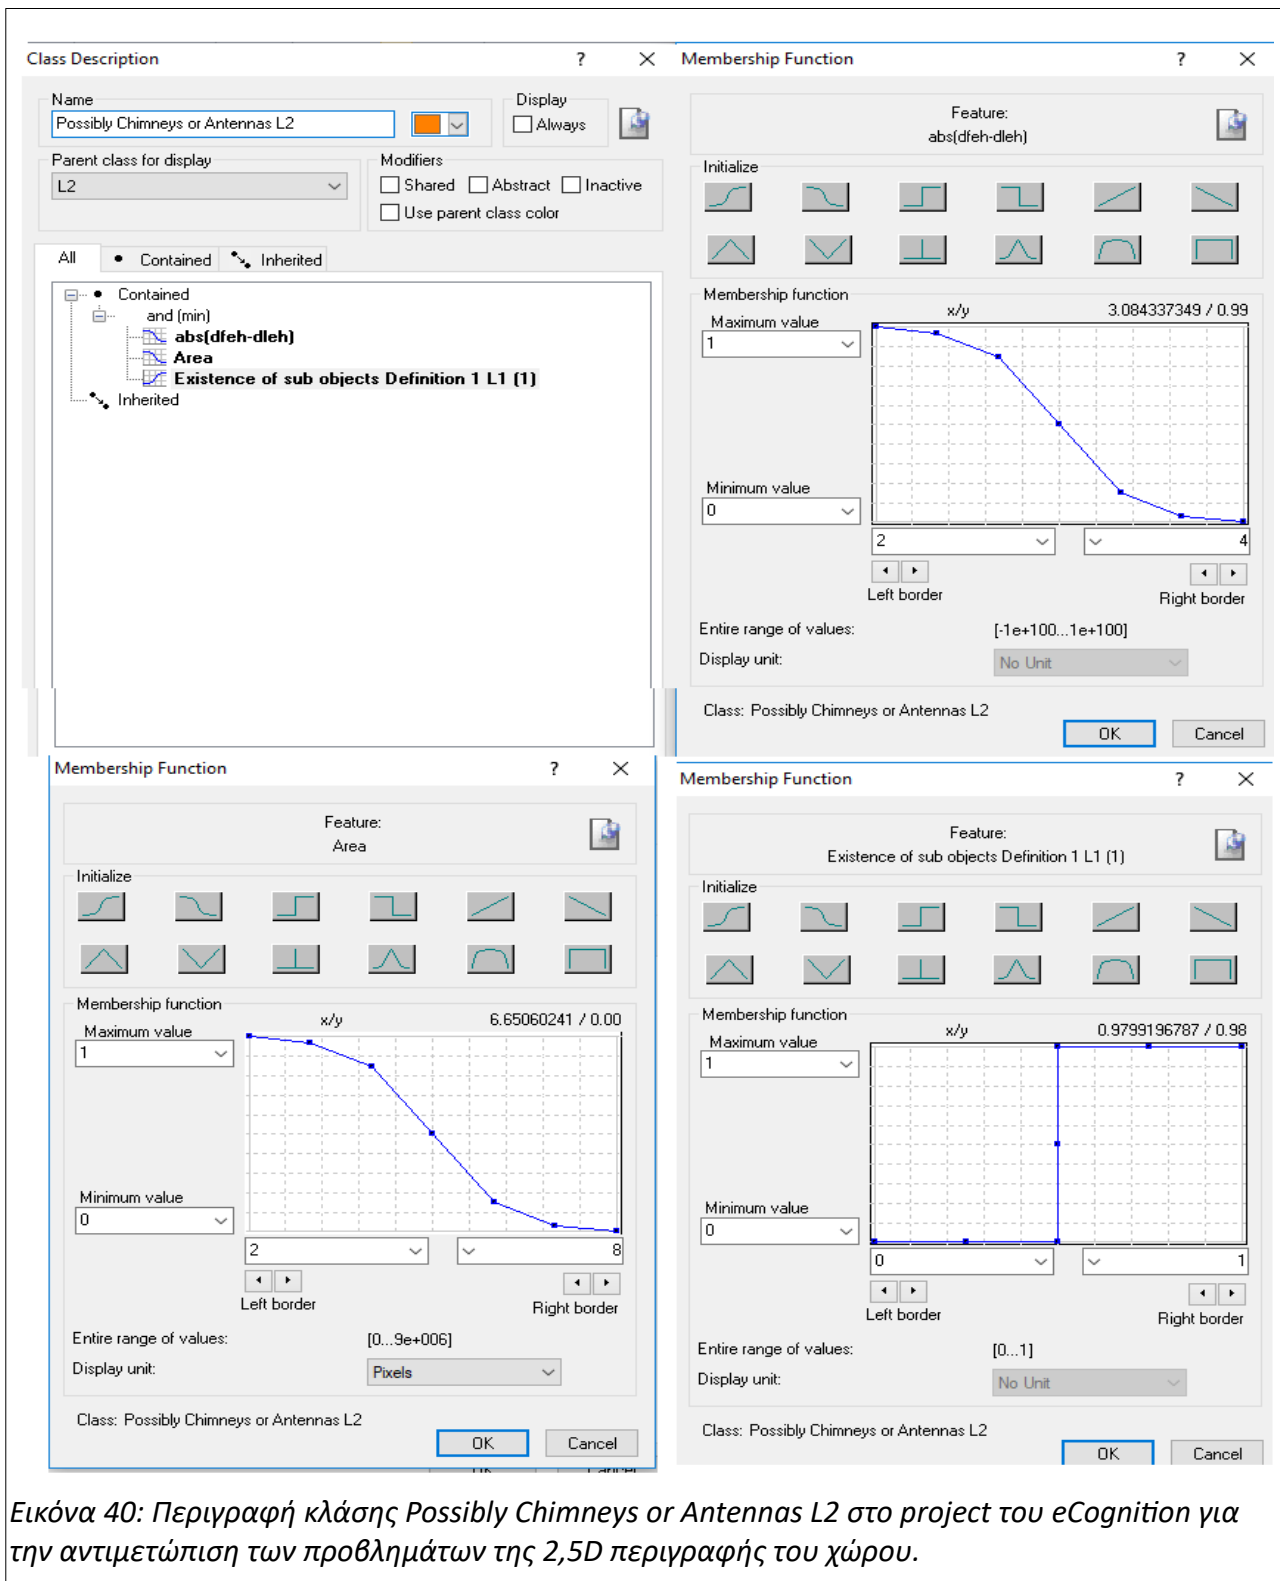 Class Description ? ×
Name
Possibly Chimneys or Antennas L2
Display
Always
Parent class for display
L2
Modifiers
Shared Abstract Inactive
Use parent class color
All Contained Inherited
Contained
and (min)
abs(dfeh-dleh)
Area
Existence of sub objects Definition 1 L1 (1)
Inherited
Membership Function ? ×
Feature:
abs(dfeh-dleh)
Initialize
Membership function
x/y 3.084337349 / 0.99
Maximum value
1
Minimum value
0
2 4
Left border
Right border
Entire range of values: [-1e+100...1e+100]
Display unit: No Unit
Class: Possibly Chimneys or Antennas L2
OK Cancel
Membership Function ? ×
Feature:
Area
Initialize
Membership function
x/y 6.65060241 / 0.00
Maximum value
1
Minimum value
0
2 8
Left border
Right border
Entire range of values: [0...9e+006]
Display unit: Pixels
Class: Possibly Chimneys or Antennas L2
OK Cancel
Membership Function ? ×
Feature:
Existence of sub objects Definition 1 L1 (1)
Initialize
Membership function
x/y 0.9799196787 / 0.98
Maximum value
1
Minimum value
0
0 1
Left border
Right border
Entire range of values: [0...1]
Display unit: No Unit
Class: Possibly Chimneys or Antennas L2
OK Cancel
Εικόνα 40: Περιγραφή κλάσης Possibly Chimneys or Antennas L2 στο project του eCognition για
την αντιμετώπιση των προβλημάτων της 2,5D περιγραφής του χώρου.